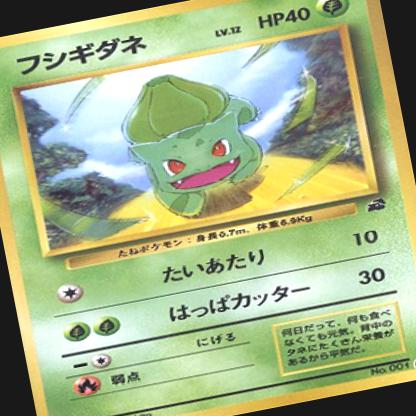 フシギダネ LV.12 HP40
たねポケモン：身長0.7m、体重6.9Kg
たいあたり 10
はっぱカッター 30
にげる
弱点
何日だって、何も食べ
なくても元気。背中の
タネにたくさん栄養が
あるから平気だ。
No.001